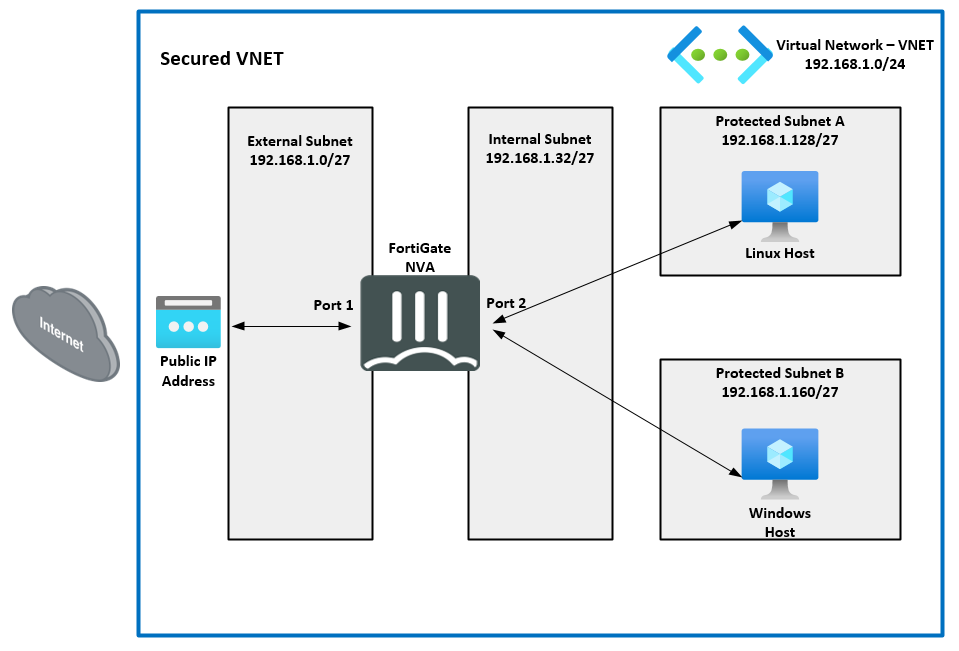 Secured VNET
Virtual Network – VNET
192.168.1.0/24
External Subnet
192.168.1.0/27
Internal Subnet
192.168.1.32/27
Protected Subnet A
192.168.1.128/27
Linux Host
FortiGate
NVA
Port 1
Port 2
Internet
Public IP
Address
Protected Subnet B
192.168.1.160/27
Windows
Host